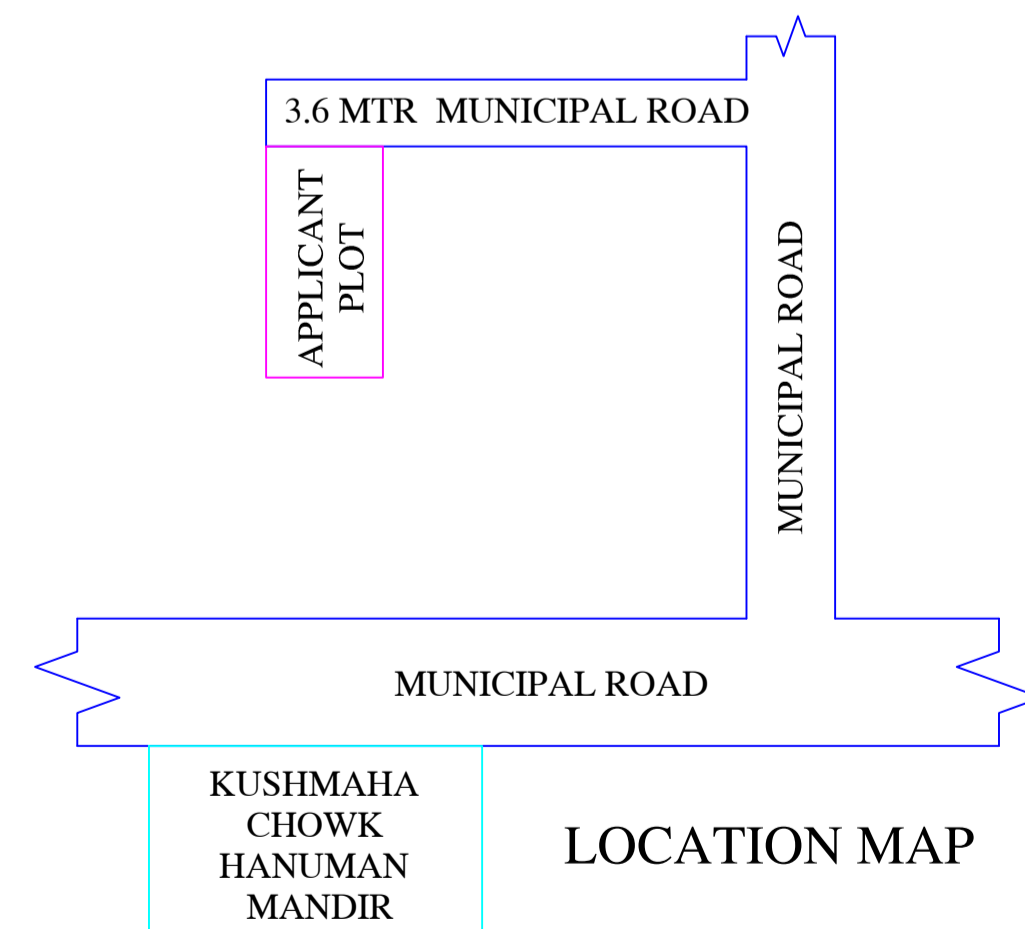 3.6 MTR MUNICIPAL ROAD
APPLICANT
PLOT
MUNICIPAL ROAD
MUNICIPAL ROAD
KUSHMAHA
CHOWK
HANUMAN
MANDIR
LOCATION MAP